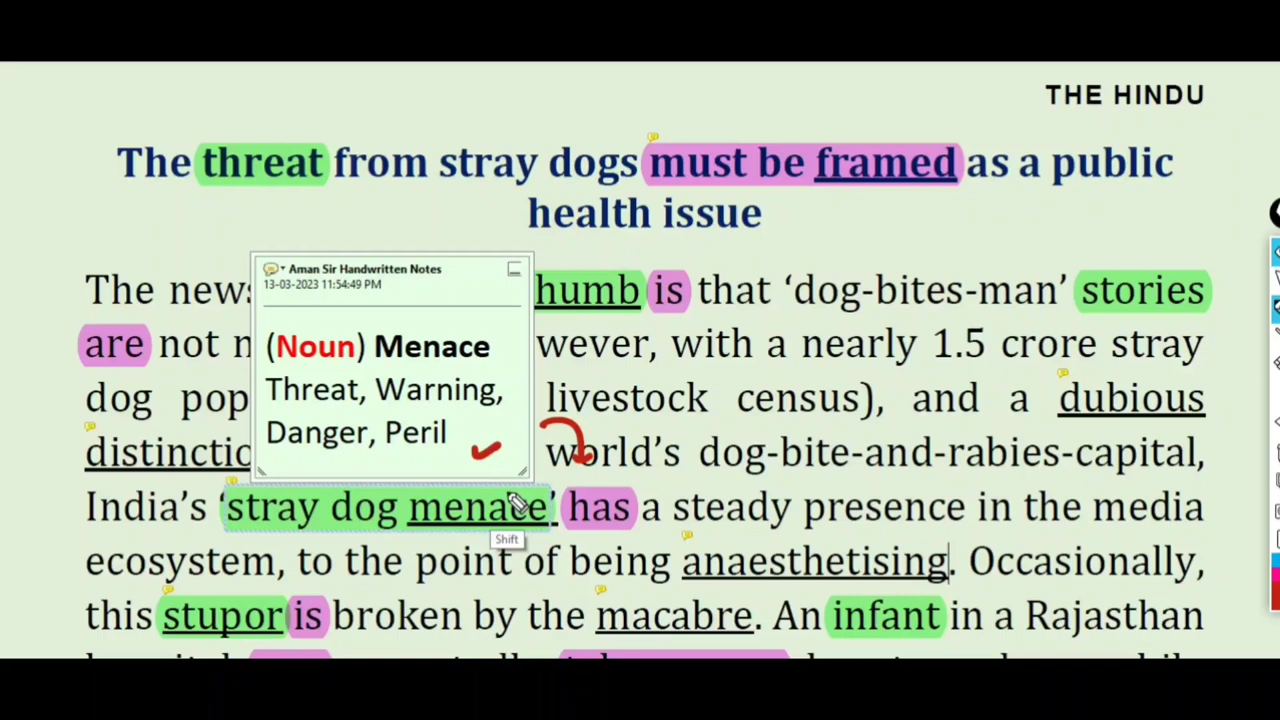 THE HINDU
The threat from stray dogs must be framed as a public
health issue
The news humb is that ‘dog-bites-man’ stories
Aman Sir Handwritten Notes
13-03-2023 11:54:49 PM
(Noun) Menace
Threat, Warning,
Danger, Peril
are not wever, with a nearly 1.5 crore stray
dog pop livestock census), and a dubious
distinctio world’s dog-bite-and-rabies-capital,
India’s ‘stray dog menace’ has a steady presence in the media
Shift
ecosystem, to the point of being anaesthetising. Occasionally,
this stupor is broken by the macabre. An infant in a Rajasthan